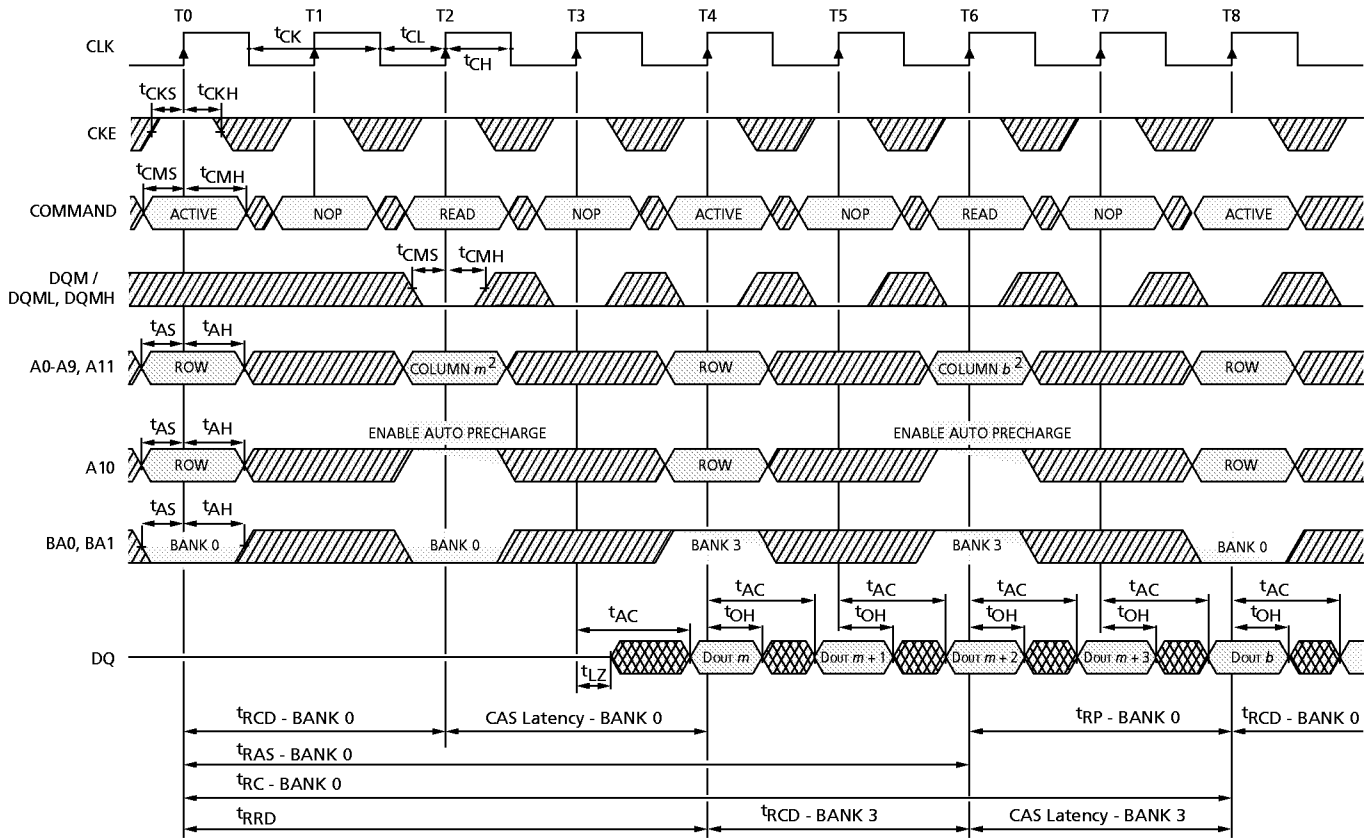 T0 T1 T2 T3 T4 T5 T6 T7 T8
CLK tCK tCL tCH
tCKS tCKH
CKE
tCMS tCMH
COMMAND ACTIVE NOP READ NOP ACTIVE NOP READ NOP ACTIVE
tCMS tCMH
DQM /
DQML, DQMH
tAS tAH
A0-A9, A11 ROW COLUMN m2 ROW COLUMN b2 ROW
tAS tAH ENABLE AUTO PRECHARGE ENABLE AUTO PRECHARGE
A10 ROW ROW ROW
tAS tAH
BA0, BA1 BANK 0 BANK 0 BANK 3 BANK 3 BANK 0
tAC tAC tAC tAC tAC tAC
tOH tOH tOH tOH tOH
DQ DOUT m DOUT m + 1 DOUT m + 2 DOUT m + 3 DOUT b
tLZ
tRCD - BANK 0 CAS Latency - BANK 0 tRP - BANK 0 tRCD - BANK 0
tRAS - BANK 0
tRC - BANK 0
tRRD tRCD - BANK 3 CAS Latency - BANK 3